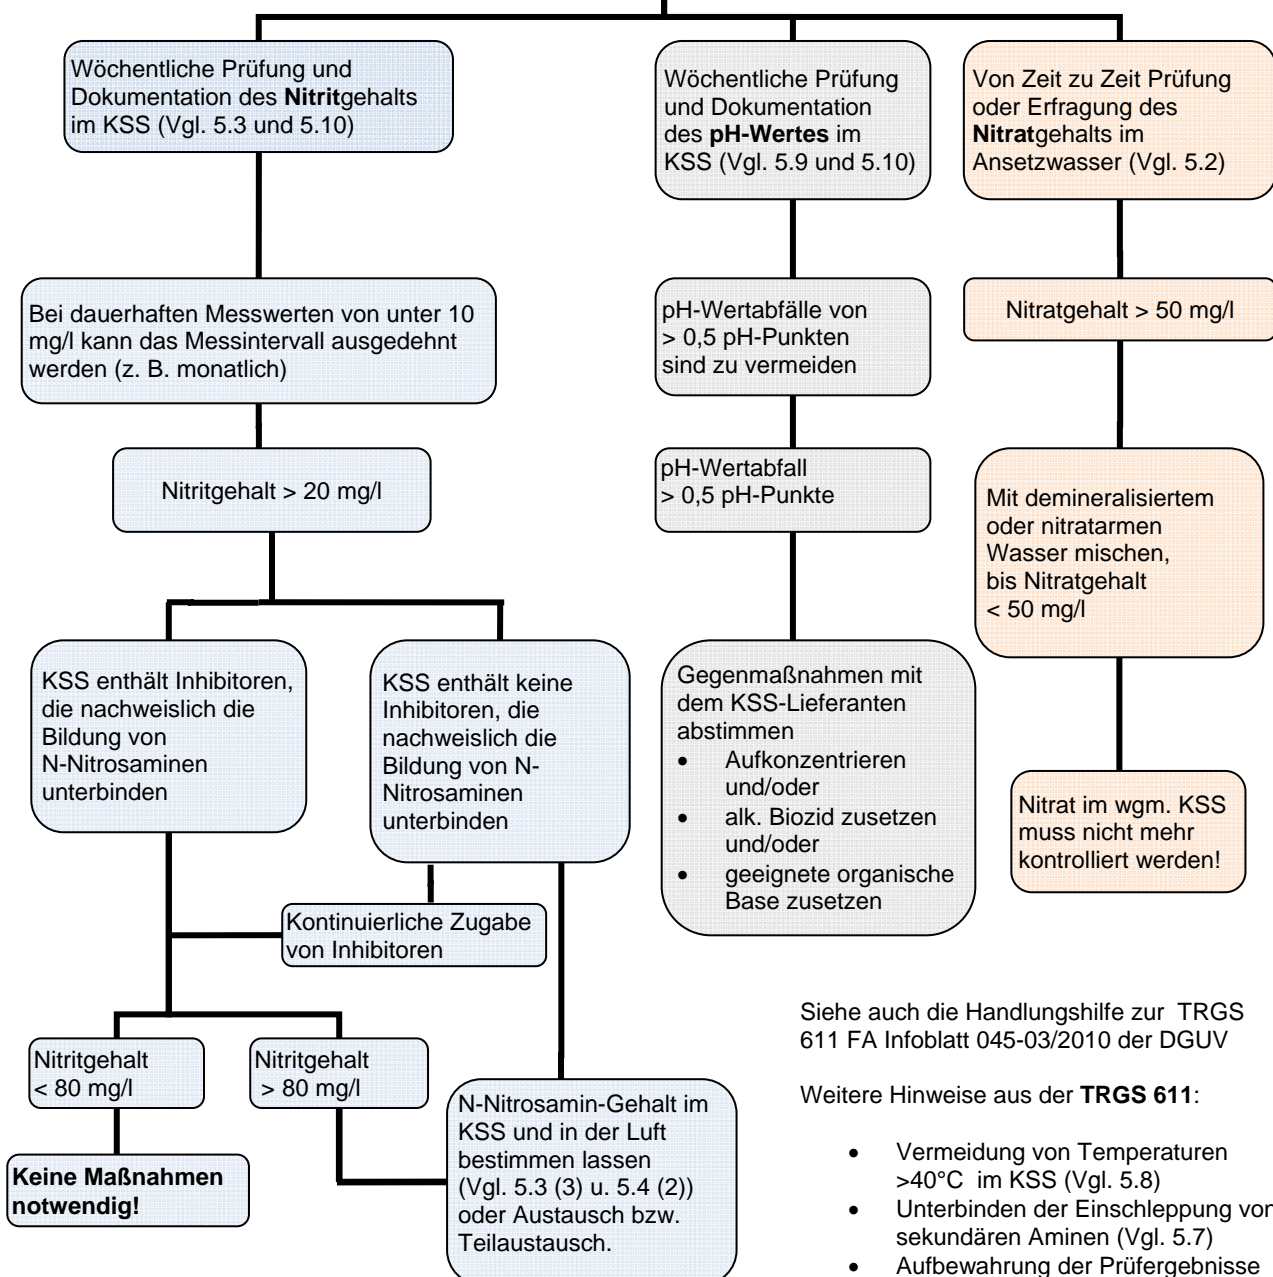 Wöchentliche Prüfung und
Dokumentation des Nitritgehalts
im KSS (Vgl. 5.3 und 5.10)
Wöchentliche Prüfung
und Dokumentation
des pH-Wertes im
KSS (Vgl. 5.9 und 5.10)
Von Zeit zu Zeit Prüfung
oder Erfragung des
Nitratgehalts im
Ansetzwasser (Vgl. 5.2)
Bei dauerhaften Messwerten von unter 10
mg/l kann das Messintervall ausgedehnt
werden (z. B. monatlich)
pH-Wertabfälle von
> 0,5 pH-Punkten
sind zu vermeiden
Nitratgehalt > 50 mg/l
Nitritgehalt > 20 mg/l
pH-Wertabfall
> 0,5 pH-Punkte
Mit demineralisiertem
oder nitratarmen
Wasser mischen,
bis Nitratgehalt
< 50 mg/l
KSS enthält Inhibitoren,
die nachweislich die
Bildung von
N-Nitrosaminen
unterbinden
KSS enthält keine
Inhibitoren, die
nachweislich die
Bildung von N-
Nitrosaminen
unterbinden
Gegenmaßnahmen mit
dem KSS-Lieferanten
abstimmen
• Aufkonzentrieren
und/oder
• alk. Biozid zusetzen
und/oder
• geeignete organische
Base zusetzen
Nitrat im wgm. KSS
muss nicht mehr
kontrolliert werden!
Kontinuierliche Zugabe
von Inhibitoren
Nitritgehalt
< 80 mg/l
Nitritgehalt
> 80 mg/l
Keine Maßnahmen
notwendig!
N-Nitrosamin-Gehalt im
KSS und in der Luft
bestimmen lassen
(Vgl. 5.3 (3) u. 5.4 (2))
oder Austausch bzw.
Teilaustausch.
Siehe auch die Handlungshilfe zur TRGS
611 FA Infoblatt 045-03/2010 der DGUV
Weitere Hinweise aus der TRGS 611:
• Vermeidung von Temperaturen
>40°C im KSS (Vgl. 5.8)
• Unterbinden der Einschleppung von
sekundären Aminen (Vgl. 5.7)
• Aufbewahrung der Prüfergebnisse